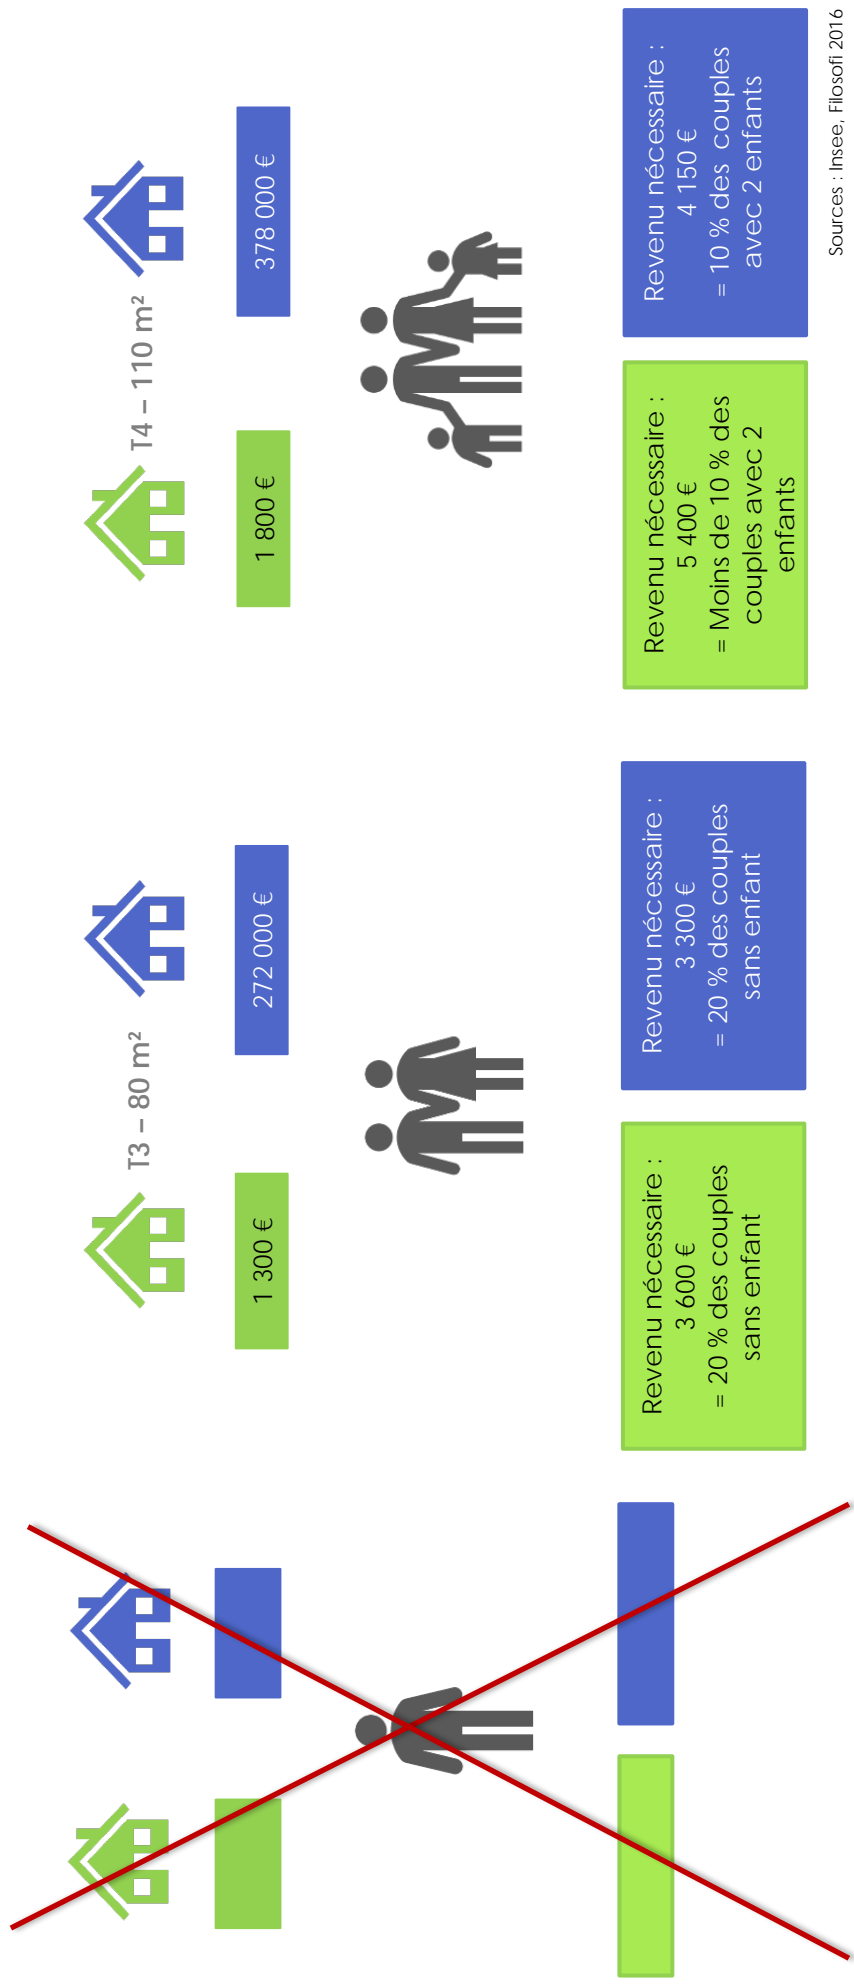 T3 – 80 m²
1 300 €
272 000 €
Revenu nécessaire :
3 600 €
= 20 % des couples
sans enfant
Revenu nécessaire :
3 300 €
= 20 % des couples
sans enfant
T4 – 110 m²
1 800 €
378 000 €
Revenu nécessaire :
5 400 €
= Moins de 10 % des
couples avec 2
enfants
Revenu nécessaire :
4 150 €
= 10 % des couples
avec 2 enfants
Sources : Insee, Filosofi 2016